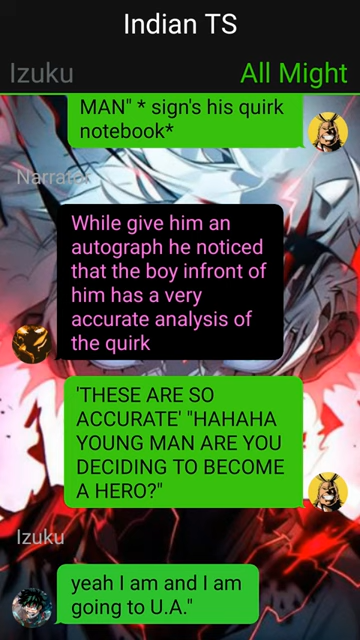 Indian TS
Izuku
All Might
MAN" * sign's his quirk
notebook*
Narrator
While give him an
autograph he noticed
that the boy infront of
him has a very
accurate analysis of
the quirk
'THESE ARE SO
ACCURATE' "HAHAHA
YOUNG MAN ARE YOU
DECIDING TO BECOME
A HERO?"
Izuku
yeah I am and I am
going to U.A."